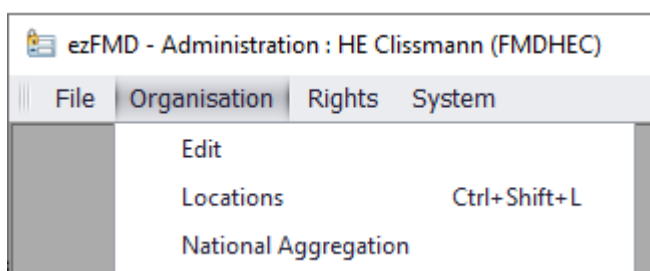 ezFMD - Administration : HE Clissmann (FMDHEC)
File Organisation Rights System
Edit
Locations Ctrl+Shift+L
National Aggregation